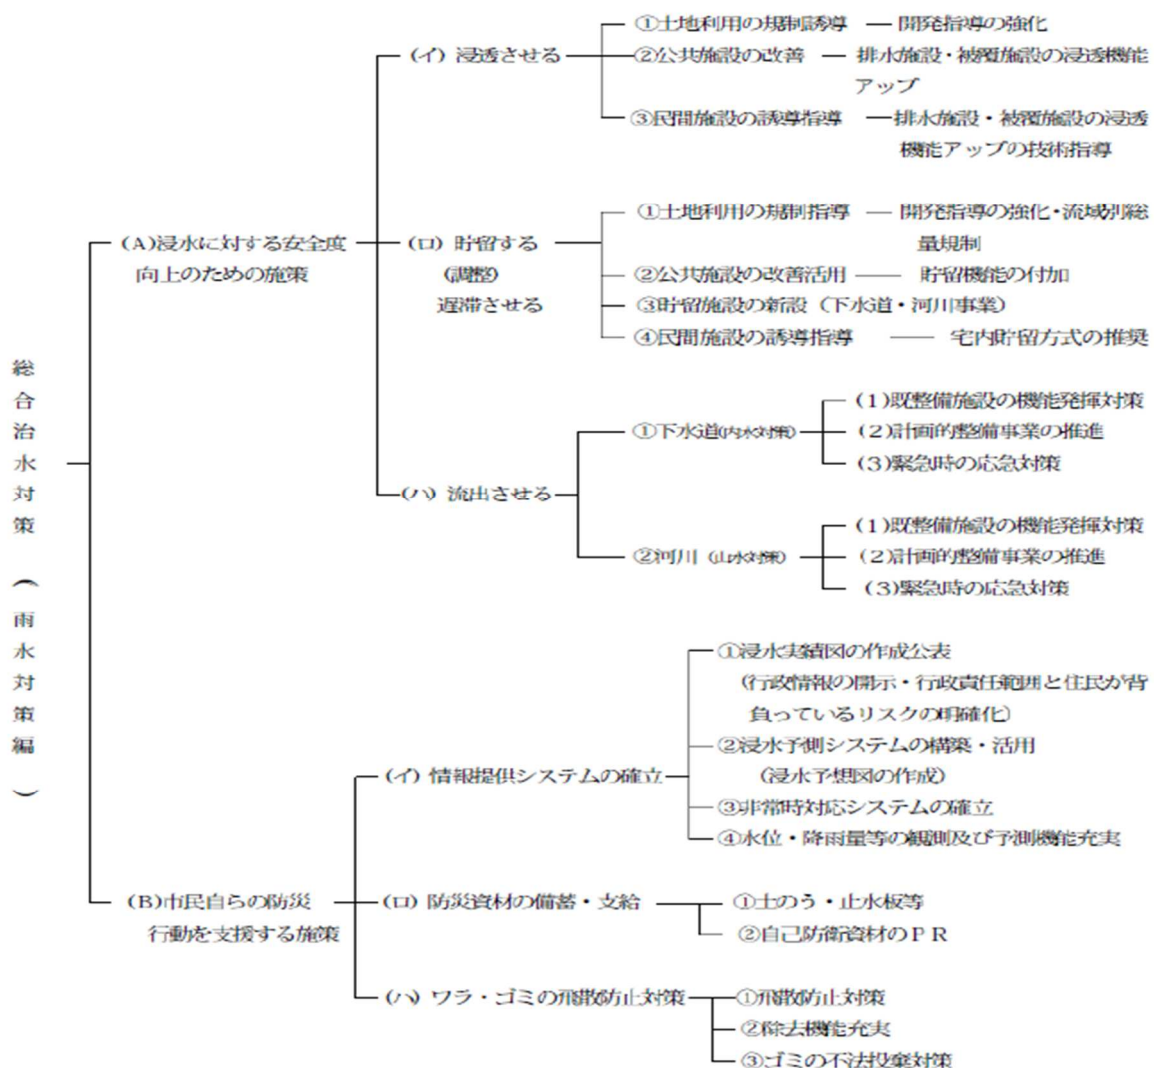 総合治水対策（雨水対策編）
(A)浸水に対する安全度
向上のための施策
(イ) 浸透させる
①土地利用の規制誘導 ― 開発指導の強化
②公共施設の改善 ― 排水施設・被覆施設の浸透機能
アップ
③民間施設の誘導指導 ― 排水施設・被覆施設の浸透
機能アップの技術指導
(ロ) 貯留する
(調整)
遅滞させる
①土地利用の規制指導 ― 開発指導の強化・流域別総
量規制
②公共施設の改善活用 ― 貯留機能の付加
③貯留施設の新設（下水道・河川事業）
④民間施設の誘導指導 ― 宅内貯留方式の推奨
(ハ) 流出させる
①下水道(内水対策)
(1)既整備施設の機能発揮対策
(2)計画的整備事業の推進
(3)緊急時の応急対策
②河川（山水対策）
(1)既整備施設の機能発揮対策
(2)計画的整備事業の推進
(3)緊急時の応急対策
(B)市民自らの防災
行動を支援する施策
(イ) 情報提供システムの確立
①浸水実績図の作成公表
(行政情報の開示・行政責任範囲と住民が背
負っているリスクの明確化)
②浸水予測システムの構築・活用
(浸水予想図の作成)
③非常時対応システムの確立
④水位・降雨量等の観測及び予測機能充実
(ロ) 防災資材の備蓄・支給
①土のう・止水板等
②自己防衛資材のＰＲ
(ハ) ワラ・ゴミの飛散防止対策
①飛散防止対策
②除去機能充実
③ゴミの不法投棄対策